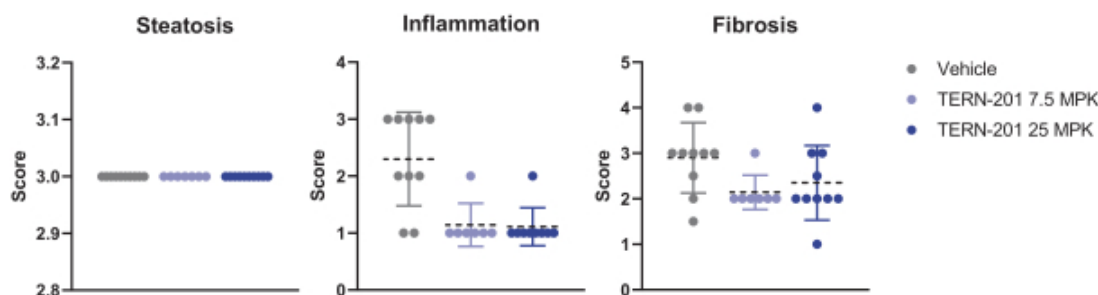 Steatosis
Inflammation
Fibrosis
3.2
3.1
3.0
2.9
2.8
Score
4
3
2
1
0
Score
5
4
3
2
1
0
Score
Vehicle
TERN-201 7.5 MPK
TERN-201 25 MPK